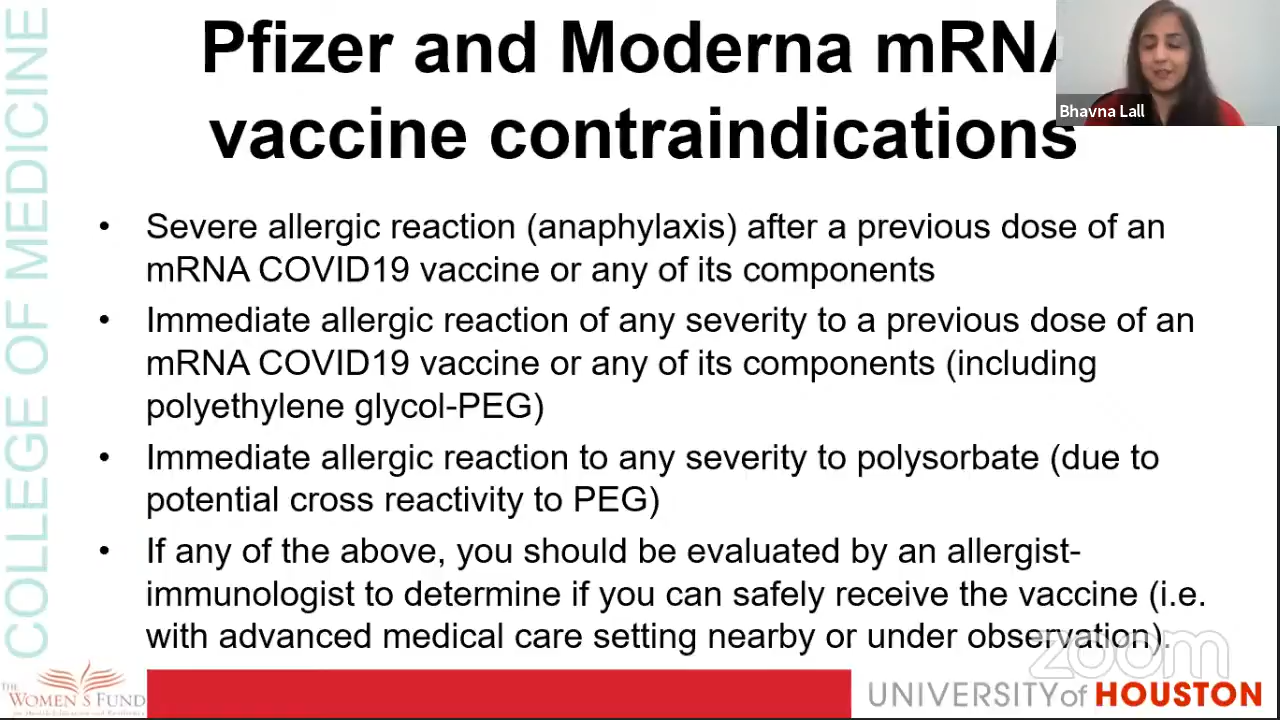 COLLEGE OF MEDICINE
Pfizer and Moderna mRNA
vaccine contraindications
Bhavna Lall
• Severe allergic reaction (anaphylaxis) after a previous dose of an
mRNA COVID19 vaccine or any of its components
• Immediate allergic reaction of any severity to a previous dose of an
mRNA COVID19 vaccine or any of its components (including
polyethylene glycol-PEG)
• Immediate allergic reaction to any severity to polysorbate (due to
potential cross reactivity to PEG)
• If any of the above, you should be evaluated by an allergist-
immunologist to determine if you can safely receive the vaccine (i.e.
with advanced medical care setting nearby or under observation).
zoom
THE
WOMEN'S FUND
UNIVERSITY of HOUSTON